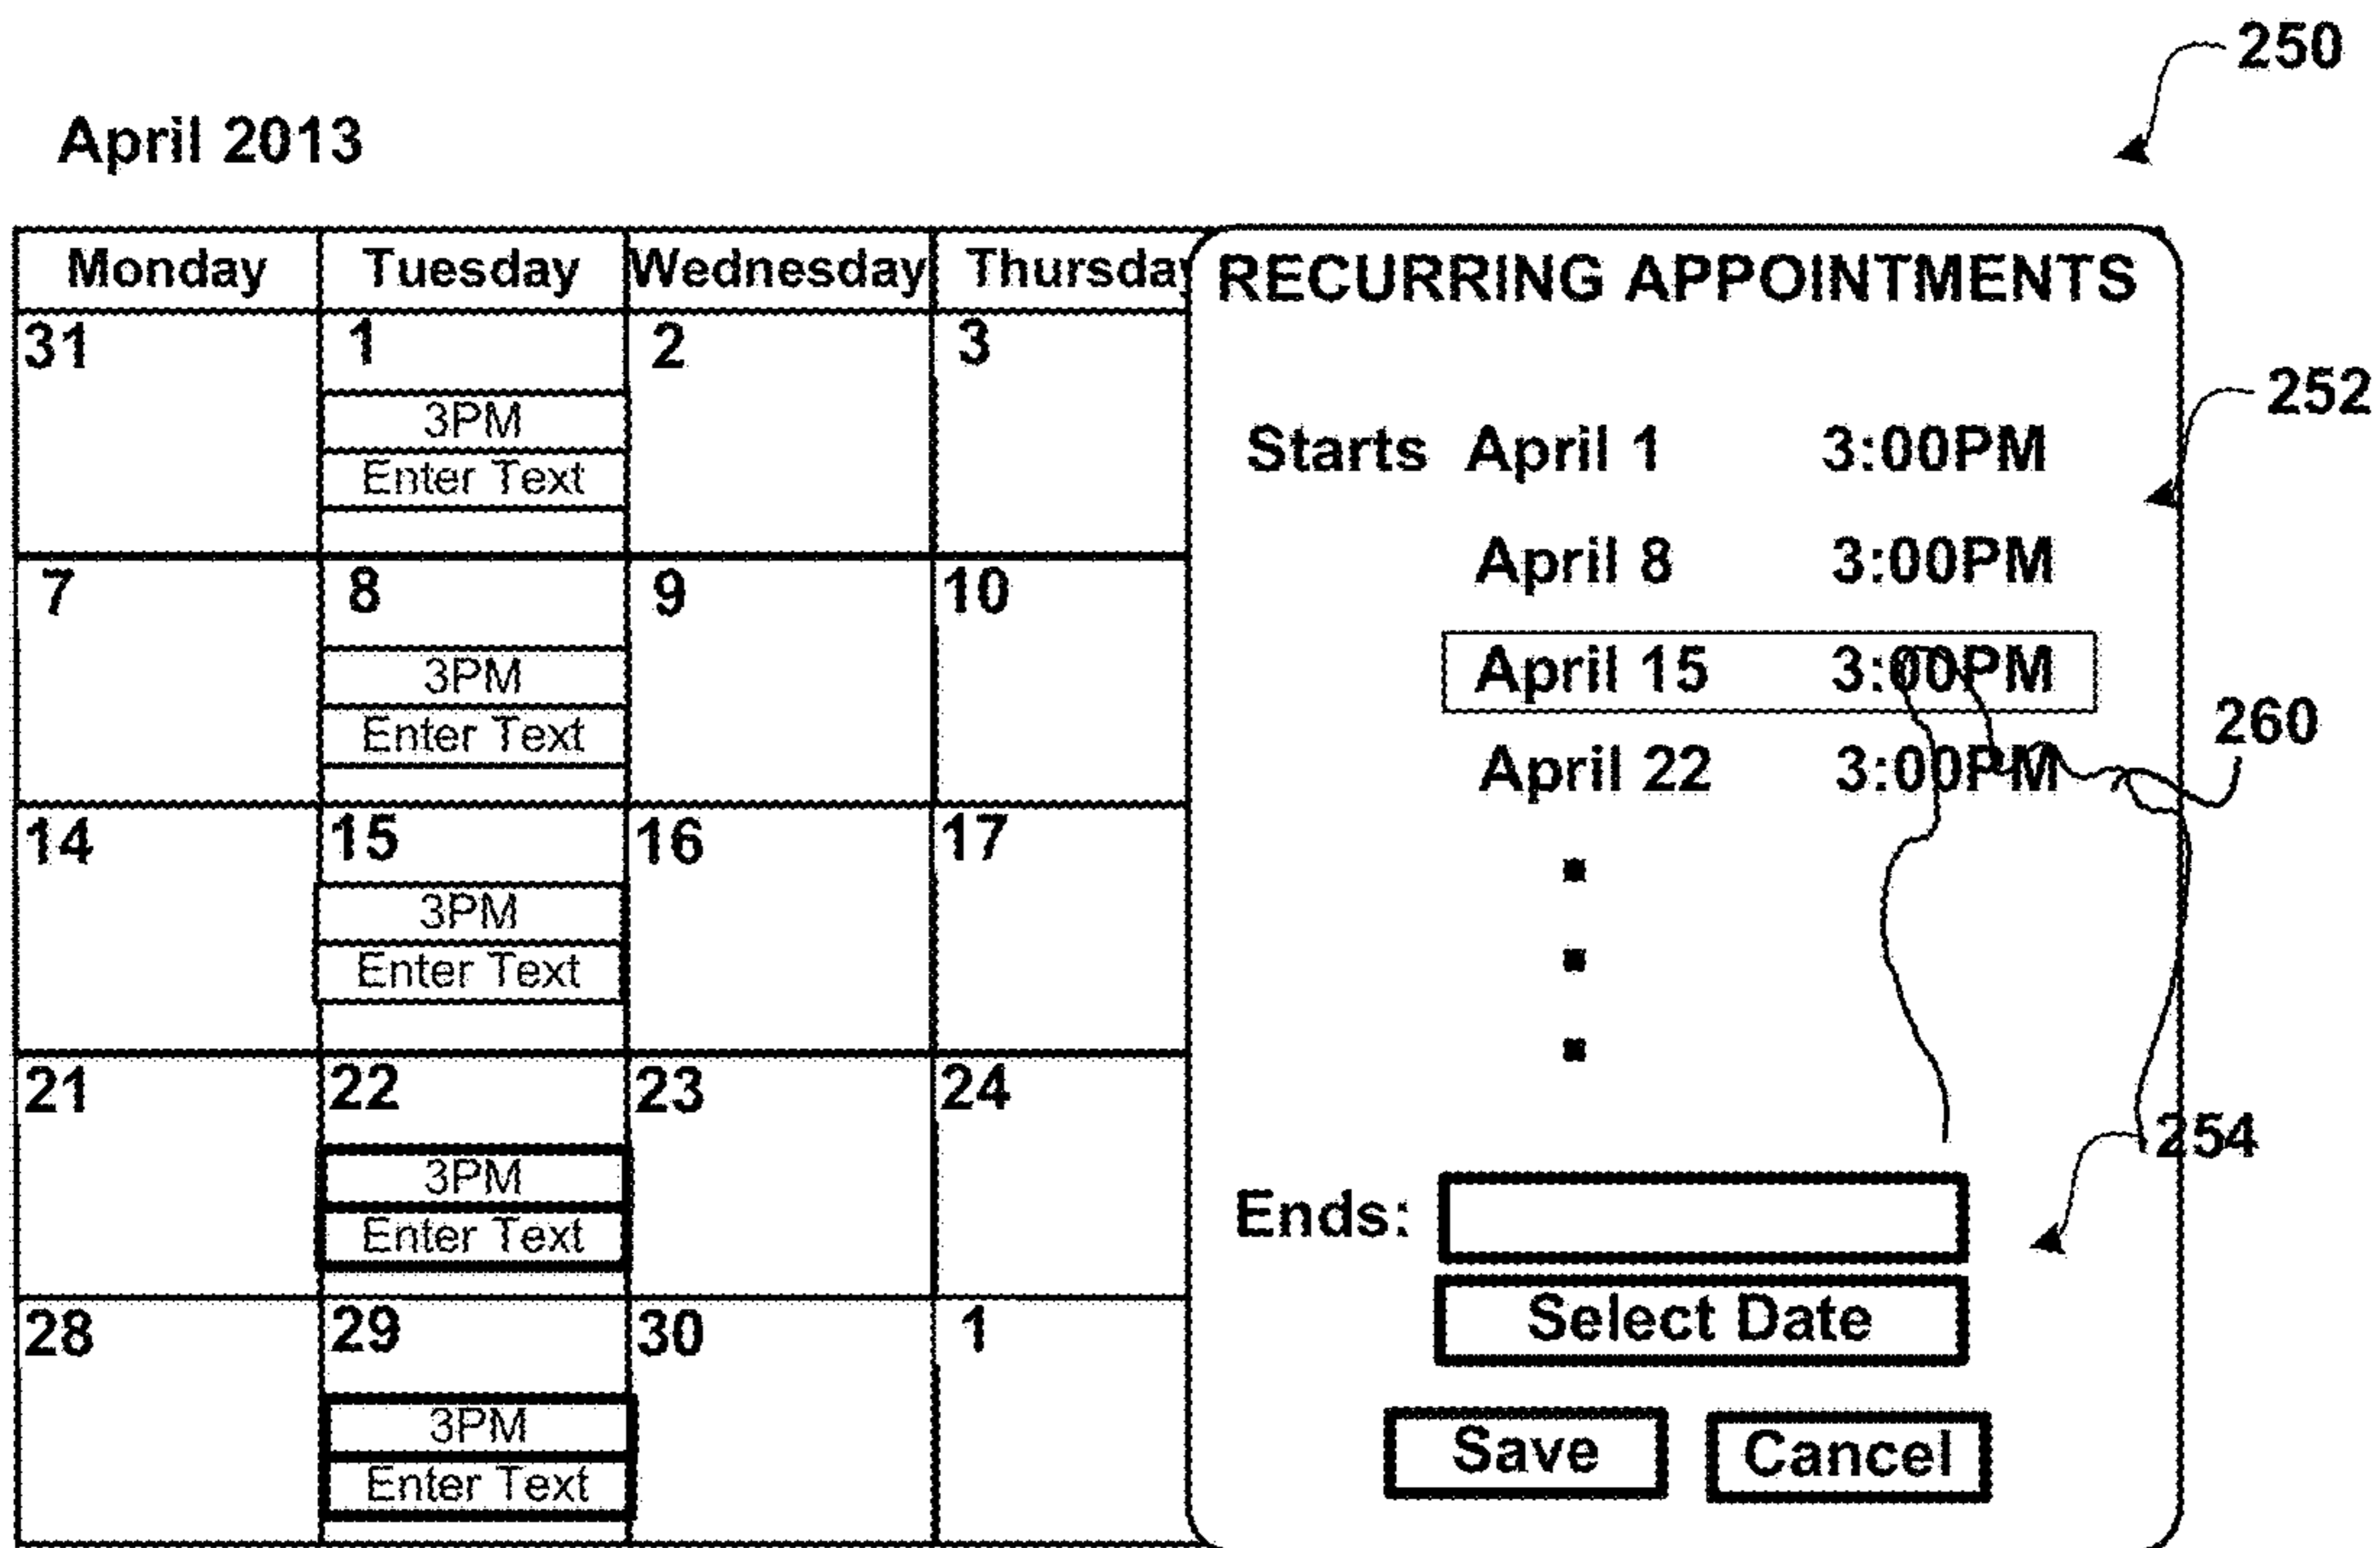 250
April 2013
Monday Tuesday Wednesday Thursday
31 1 2 3
3PM
Enter Text
7 8 9 10
3PM
Enter Text
14 15 16 17
3PM
Enter Text
21 22 23 24
3PM
Enter Text
28 29 30 1
3PM
Enter Text
RECURRING APPOINTMENTS
252
Starts April 1 3:00PM
April 8 3:00PM
April 15 3:00PM
260
April 22 3:00PM
254
Ends:
Select Date
Save Cancel